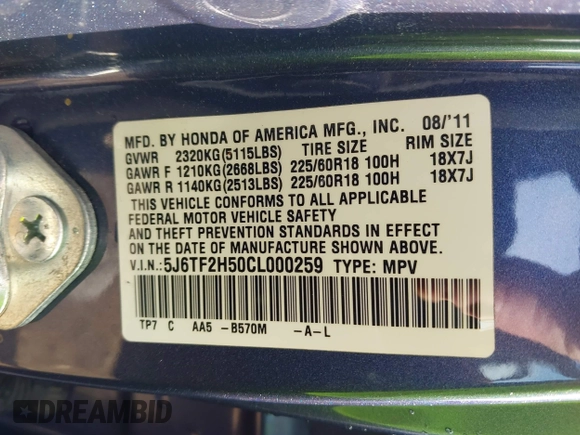 MFD. BY HONDA OF AMERICA MFG., INC. 08/'11
GVWR 2320KG(5115LBS) TIRE SIZE RIM SIZE
GAWR F 1210KG(2668LBS) 225/60R18 100H 18X7J
GAWR R 1140KG(2513LBS) 225/60R18 100H 18X7J
THIS VEHICLE CONFORMS TO ALL APPLICABLE
FEDERAL MOTOR VEHICLE SAFETY
AND THEFT PREVENTION STANDARDS IN EFFECT
ON THE DATE OF MANUFACTURE SHOWN ABOVE.
V.I.N.:5J6TF2H50CL000259 TYPE: MPV
TP7 C AA5 -B570M -A-L
DREAMBID